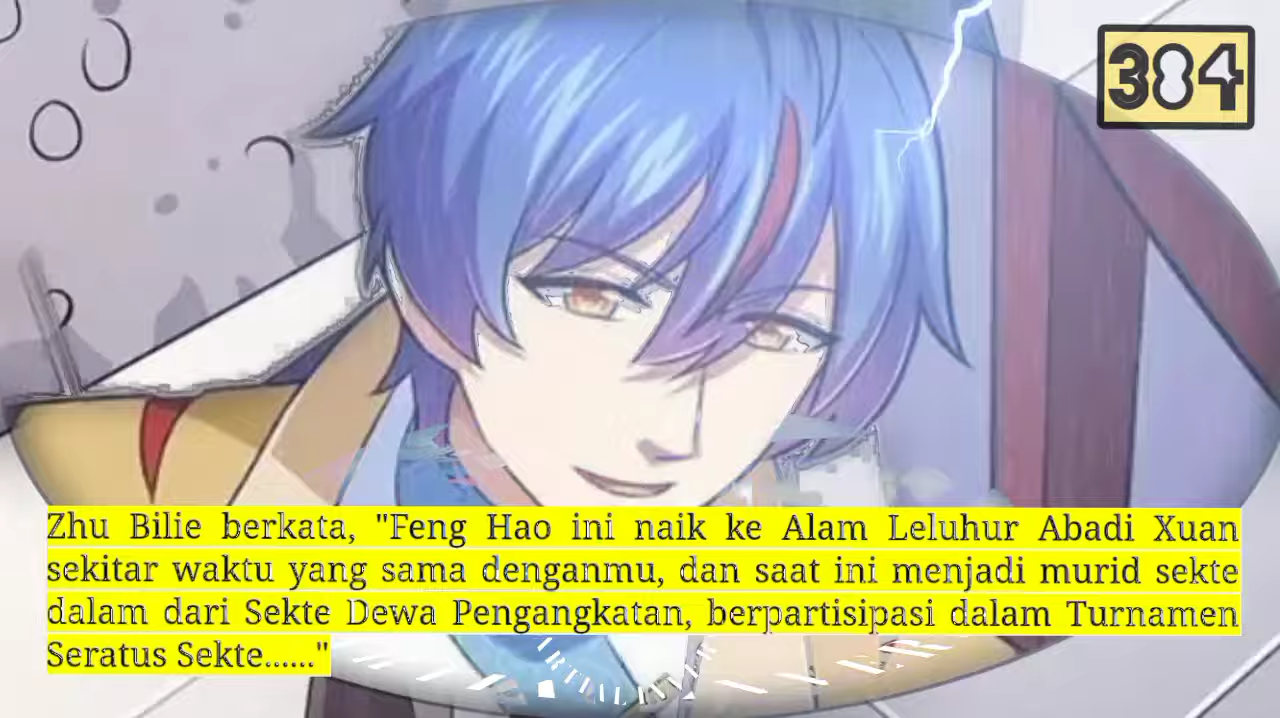 384
Zhu Bilie berkata, "Feng Hao ini naik ke Alam Leluhur Abadi Xuan
sekitar waktu yang sama denganmu, dan saat ini menjadi murid sekte
dalam dari Sekte Dewa Pengangkatan, berpartisipasi dalam Turnamen
Seratus Sekte......"